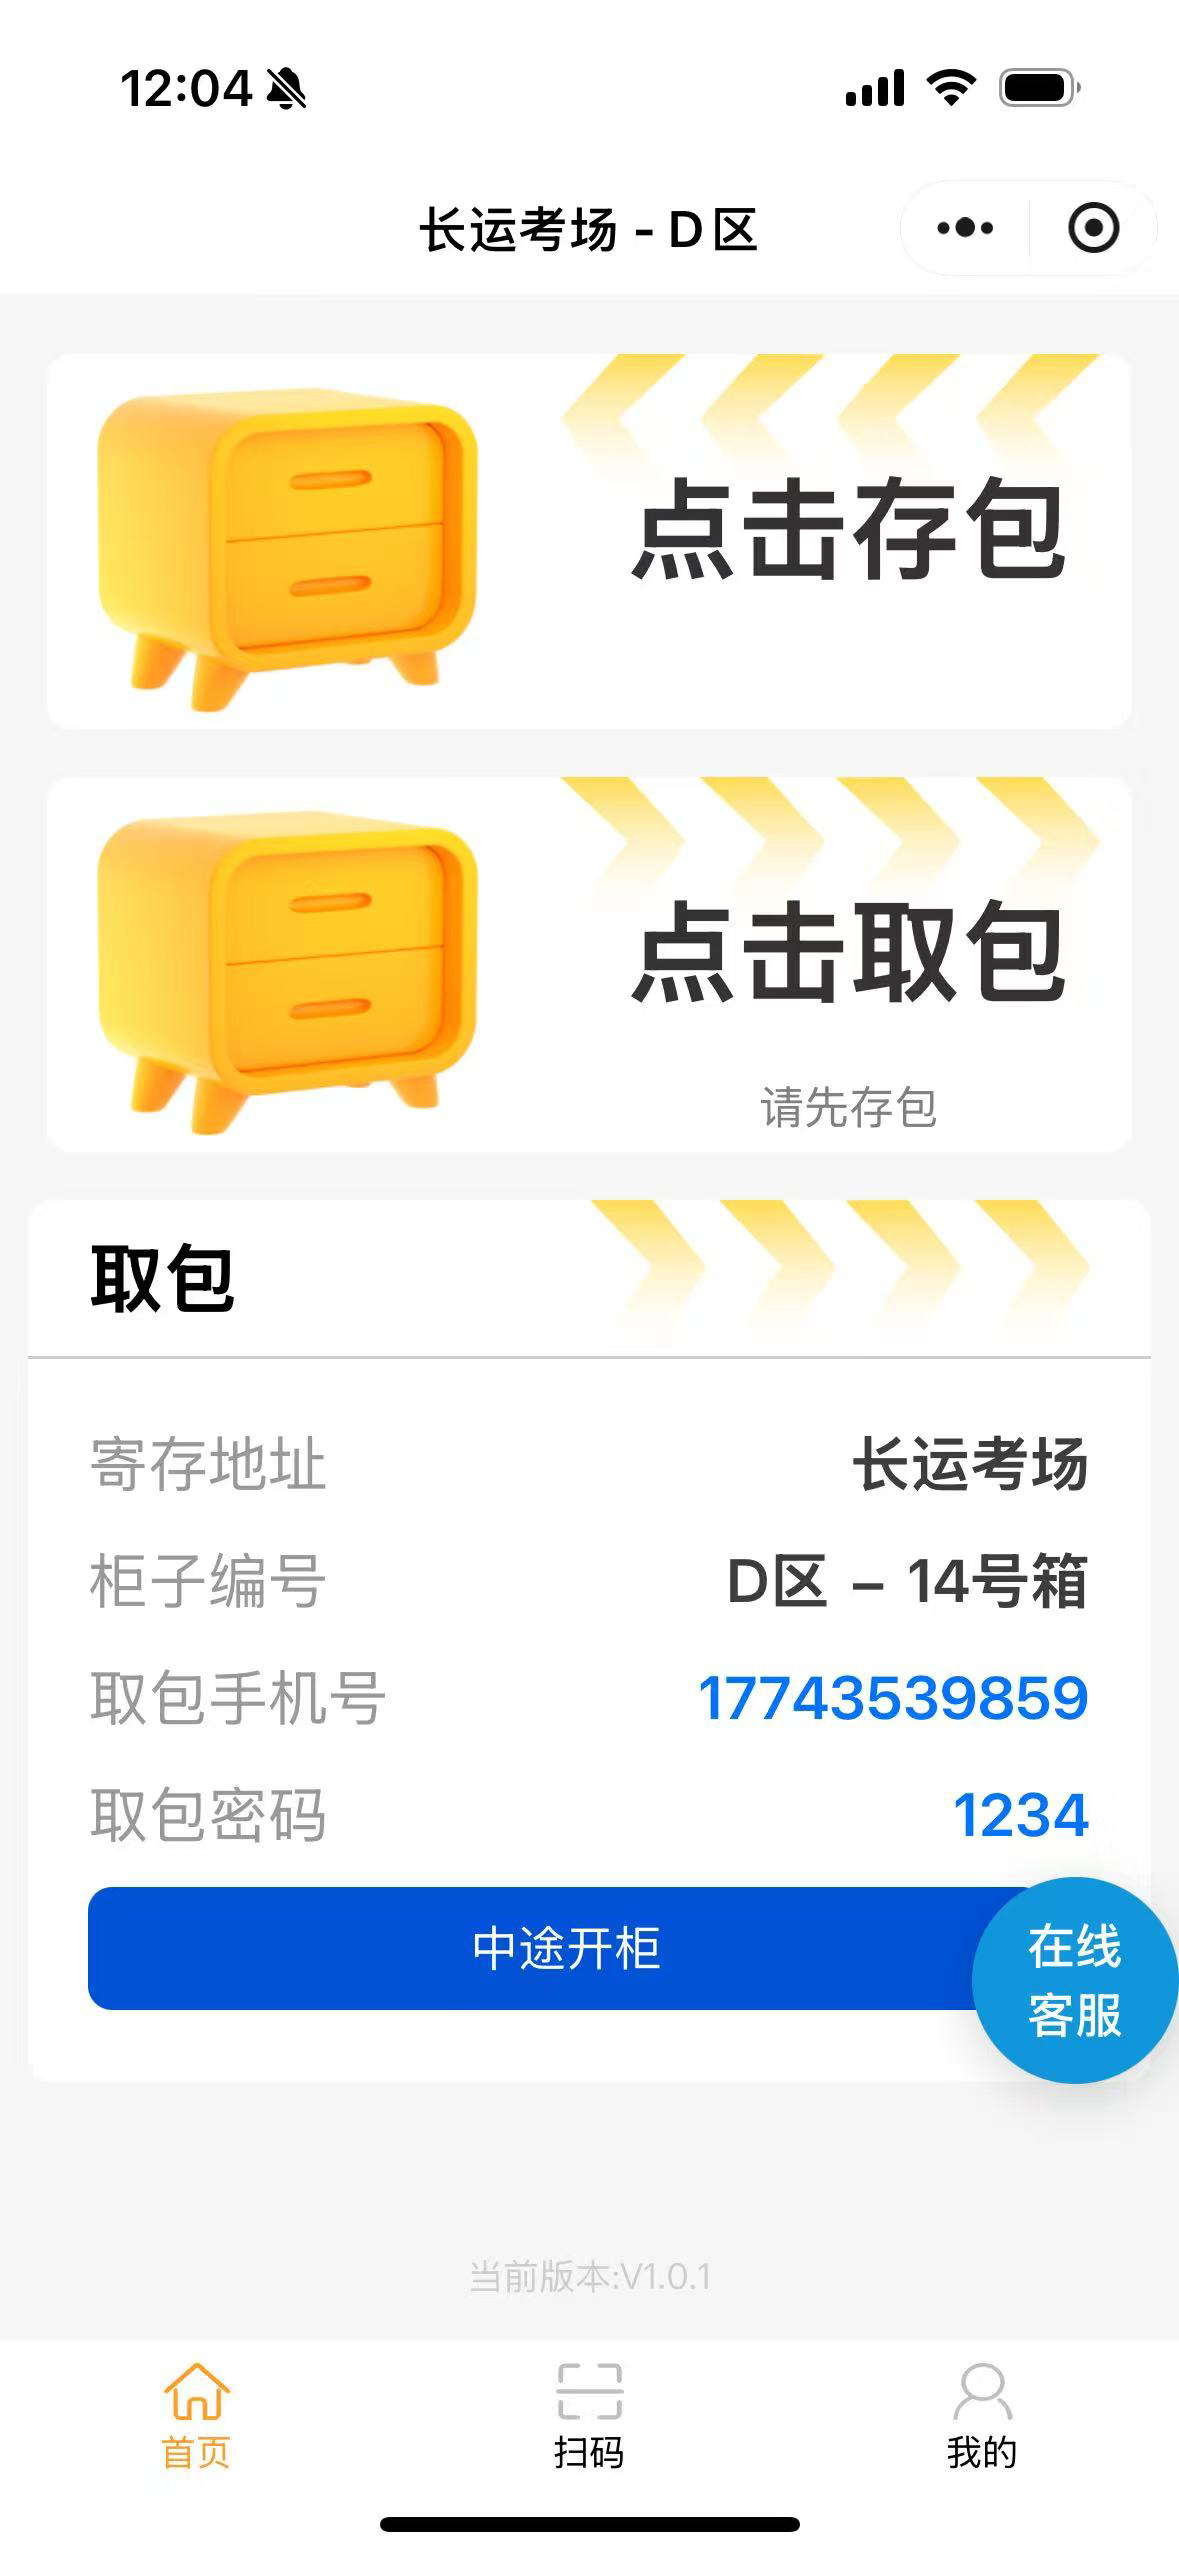 12:04
长运考场 - D区
点击存包
点击取包
请先存包
取包
寄存地址 长运考场
柜子编号 D区 – 14号箱
取包手机号 17743539859
取包密码 1234
中途开柜
在线
客服
当前版本:V1.0.1
首页 扫码 我的